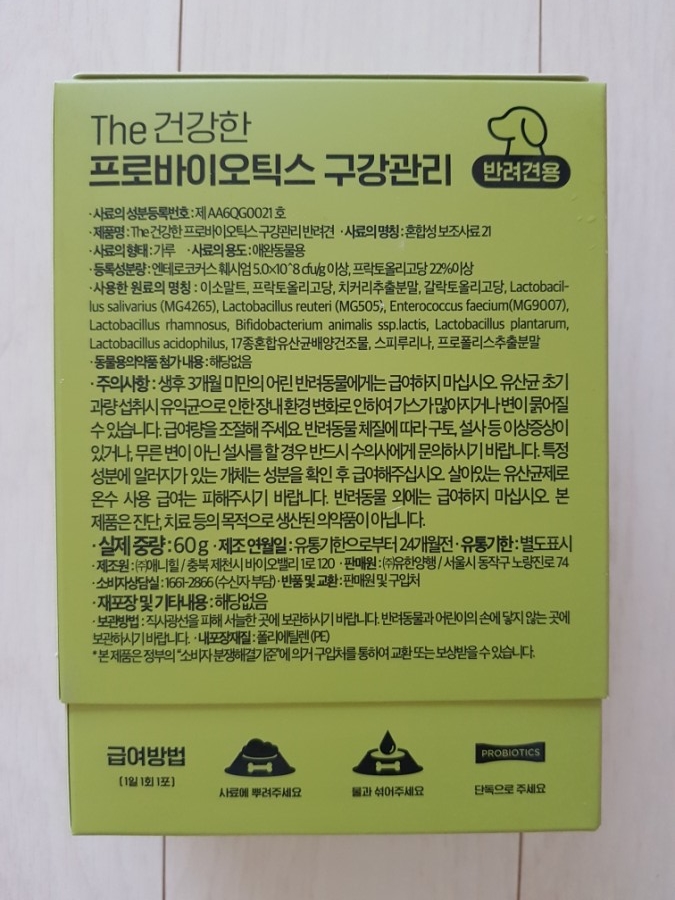 The 건강한
프로바이오틱스 구강관리 반려견용
· 사료의 성분등록번호 : 제 AA6QG0021 호
· 제품명 : The 건강한 프로바이오틱스 구강관리 반려견 · 사료의 명칭 : 혼합성 보조사료 21
· 사료의 형태 : 가루 · 사료의 용도 : 애완동물용
· 등록성분량 : 엔테로코커스 훼시엄 5.0×10^8 cfu/g 이상, 프락토올리고당 22%이상
· 사용한 원료의 명칭 : 이소말트, 프락토올리고당, 치커리추출분말, 갈락토올리고당, Lactobacil-
lus salivarius (MG4265), Lactobacillus reuteri (MG505), Enterococcus faecium(MG9007),
Lactobacillus rhamnosus, Bifidobacterium animalis ssp.lactis, Lactobacillus plantarum,
Lactobacillus acidophilus, 17종혼합유산균배양건조물, 스피루리나, 프로폴리스추출분말
· 동물용의약품 첨가 내용 : 해당없음
· 주의사항 : 생후 3개월 미만의 어린 반려동물에게는 급여하지 마십시오. 유산균 초기
과량 섭취시 유익균으로 인한 장내 환경 변화로 인하여 가스가 많아지거나 변이 묽어질
수 있습니다. 급여량을 조절해 주세요. 반려동물 체질에 따라 구토, 설사 등 이상증상이
있거나, 무른 변이 아닌 설사를 할 경우 반드시 수의사에게 문의하시기 바랍니다. 특정
성분에 알러지가 있는 개체는 성분을 확인 후 급여해주십시오. 살아있는 유산균제로
온수 사용 급여는 피해주시기 바랍니다. 반려동물 외에는 급여하지 마십시오. 본
제품은 진단, 치료 등의 목적으로 생산된 의약품이 아닙니다.
· 실제 중량 : 60 g · 제조 연월일 : 유통기한으로부터 24개월전 · 유통기한 : 별도표시
· 제조원 : ㈜애니힐 / 충북 제천시 바이오밸리 1로 120 · 판매원 : ㈜유한양행 / 서울시 동작구 노량진로 74
· 소비자상담실 : 1661-2866 (수신자 부담) · 반품 및 교환 : 판매원 및 구입처
· 재포장 및 기타내용 : 해당없음
· 보관방법 : 직사광선을 피해 서늘한 곳에 보관하시기 바랍니다. 반려동물과 어린이의 손에 닿지 않는 곳에
보관하시기 바랍니다. · 내포장재질 : 폴리에틸렌 (PE)
* 본 제품은 정부의 "소비자 분쟁해결기준"에 의거 구입처를 통하여 교환 또는 보상받을 수 있습니다.
급여방법
(1일 1회 1포)
사료에 뿌려주세요
물과 섞어주세요
PROBIOTICS
단독으로 주세요